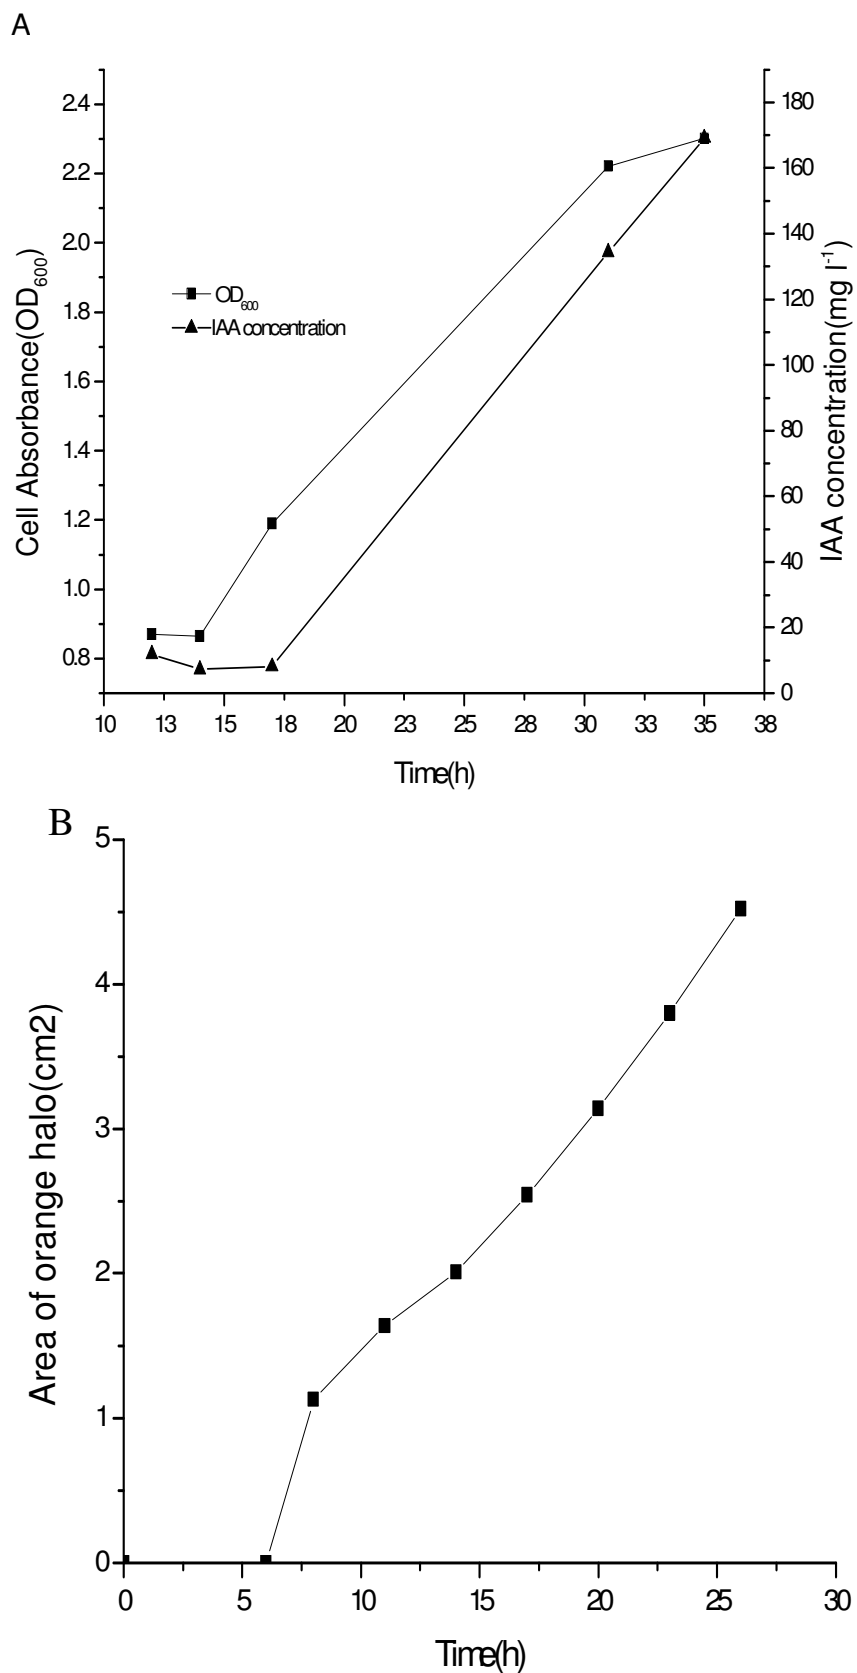 A
2.4
2.2
2.0
1.8
1.6
1.4
1.2
1.0
0.8
Cell Absorbance(OD600)
OD600
IAA concentration
180
160
140
120
100
80
60
40
20
0
IAA concentration(mg l-1)
10 13 15 18 20 23 25 28 30 33 35 38
Time(h)
B
5
4
3
2
1
0
Area of orange halo(cm2)
0 5 10 15 20 25 30
Time(h)